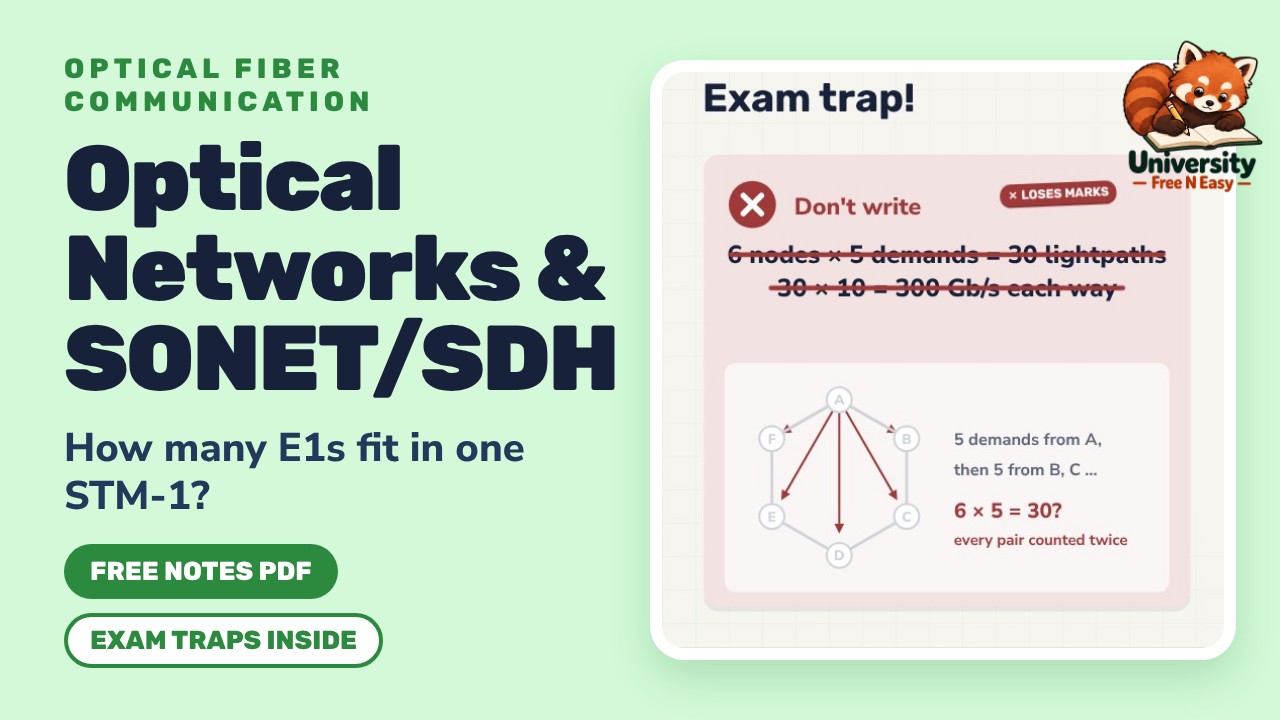 OPTICAL FIBER
COMMUNICATION
Optical
Networks &
SONET/SDH
How many E1s fit in one
STM-1?
FREE NOTES PDF
EXAM TRAPS INSIDE
Exam trap!
University
Free N Easy
Don't write
× LOSES MARKS
6 nodes × 5 demands = 30 lightpaths
30 × 10 = 300 Gb/s each way
A
F
B
E
C
D
5 demands from A,
then 5 from B, C ...
6 × 5 = 30?
every pair counted twice